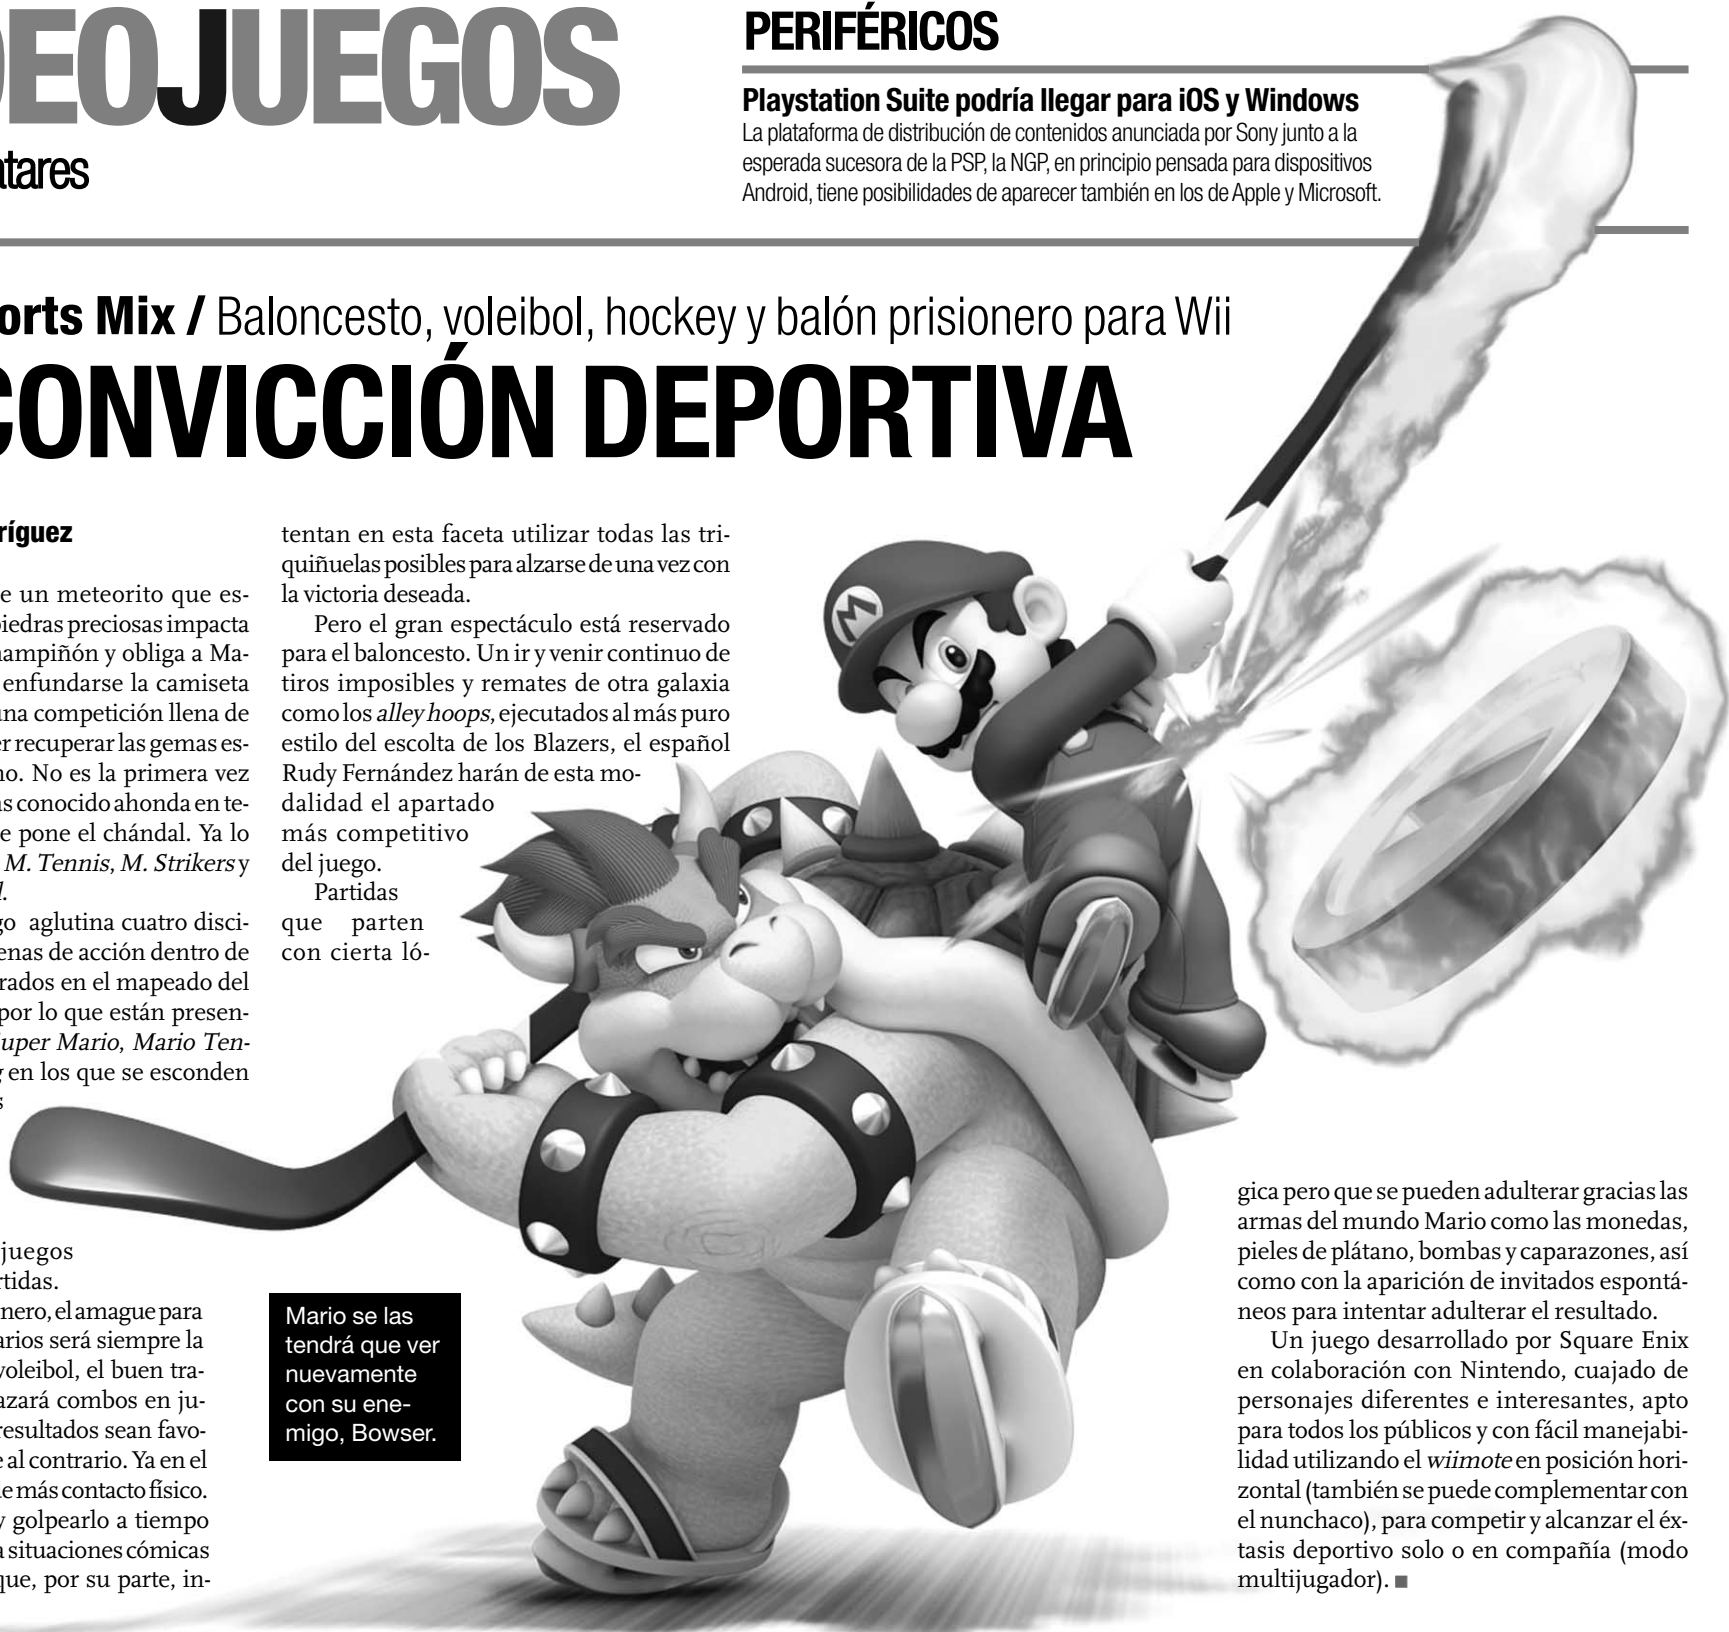 DEOJUEGOS
atares
PERIFÉRICOS
Playstation Suite podría llegar para iOS y Windows
La plataforma de distribución de contenidos anunciada por Sony junto a la
esperada sucesora de la PSP, la NGP, en principio pensada para dispositivos
Android, tiene posibilidades de aparecer también en los de Apple y Microsoft.
orts Mix / Baloncesto, voleibol, hockey y balón prisionero para Wii
CONVICCIÓN DEPORTIVA
ríguez
e un meteorito que es-
piedras preciosas impacta
hampiñón y obliga a Ma-
enfundarse la camiseta
una competición llena de
er recuperar las gemas es-
no. No es la primera vez
ás conocido ahonda en te-
e pone el chándal. Ya lo
M. Tennis, M. Strikers y
l.
go aglutina cuatro disci-
enas de acción dentro de
rados en el mapeado del
por lo que están presen-
uper Mario, Mario Ten-
g en los que se esconden
s
juegos
rtidas.
nero, el amague para
arios será siempre la
voleibol, el buen tra-
azará combos en ju-
resultados sean favo-
e al contrario. Ya en el
de más contacto físico.
y golpearlo a tiempo
a situaciones cómicas
que, por su parte, in-
tentan en esta faceta utilizar todas las tri-
quiñuelas posibles para alzarse de una vez con
la victoria deseada.
Pero el gran espectáculo está reservado
para el baloncesto. Un ir y venir continuo de
tiros imposibles y remates de otra galaxia
como los alley hoops, ejecutados al más puro
estilo del escolta de los Blazers, el español
Rudy Fernández harán de esta mo-
dalidad el apartado
más competitivo
del juego.
Partidas
que parten
con cierta ló-
M
Mario se las
tendrá que ver
nuevamente
con su ene-
migo, Bowser.
gica pero que se pueden adulterar gracias las
armas del mundo Mario como las monedas,
pieles de plátano, bombas y caparazones, así
como con la aparición de invitados espontá-
neos para intentar adulterar el resultado.
Un juego desarrollado por Square Enix
en colaboración con Nintendo, cuajado de
personajes diferentes e interesantes, apto
para todos los públicos y con fácil manejabi-
lidad utilizando el wiimote en posición hori-
zontal (también se puede complementar con
el nunchaco), para competir y alcanzar el éx-
tasis deportivo solo o en compañía (modo
multijugador). ■